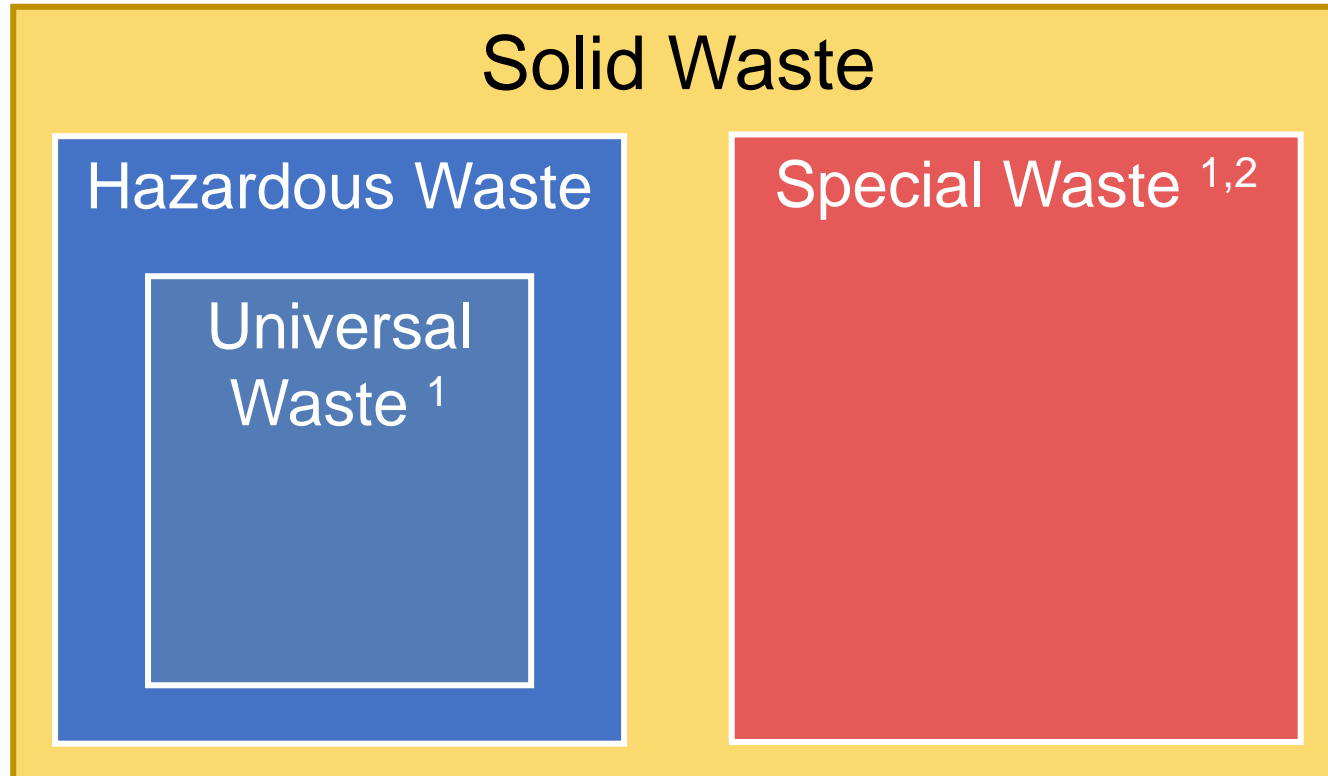 Solid Waste
Hazardous Waste
Universal
Waste ¹
Special Waste ¹,²